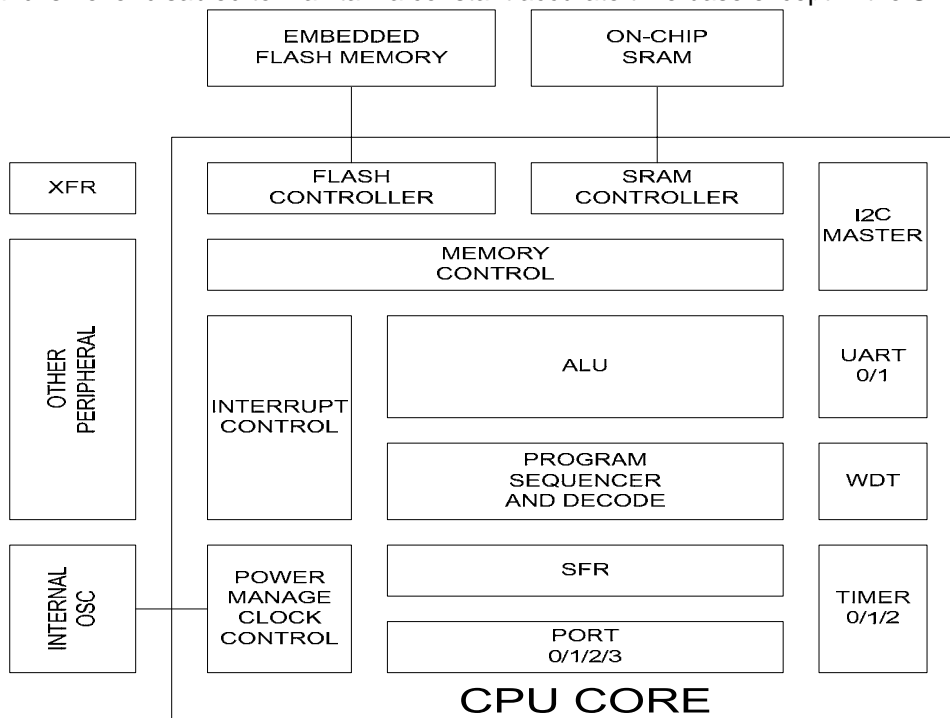 EMBEDDED
FLASH MEMORY
ON-CHIP
SRAM
XFR
FLASH
CONTROLLER
SRAM
CONTROLLER
I2C
MASTER
MEMORY
CONTROL
OTHER
PERIPHERAL
INTERRUPT
CONTROL
ALU
UART
0/1
PROGRAM
SEQUENCER
AND DECODE
WDT
INTERNAL
OSC
POWER
MANAGE
CLOCK
CONTROL
SFR
TIMER
0/1/2
PORT
0/1/2/3
CPU CORE